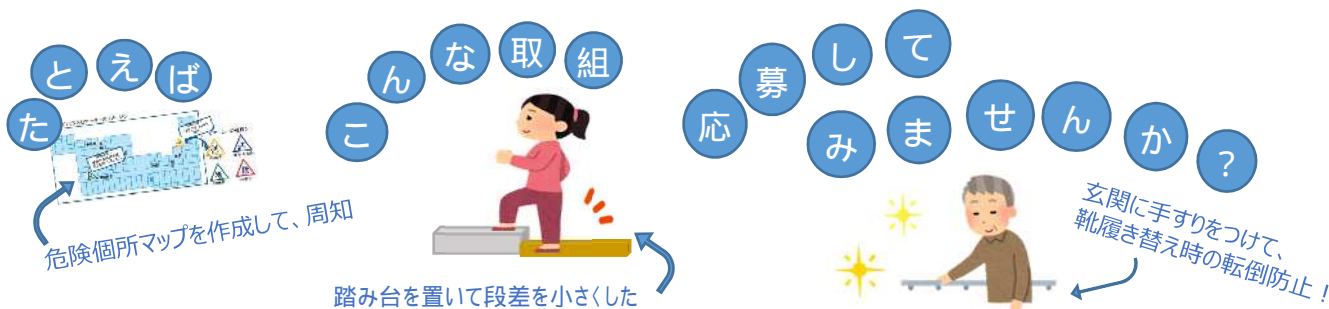 たとえば
こんな取組
応募して
みませんか？
危険個所マップを作成して、周知
踏み台を置いて段差を小さくした
玄関に手すりをつけて、
靴履き替え時の転倒防止！